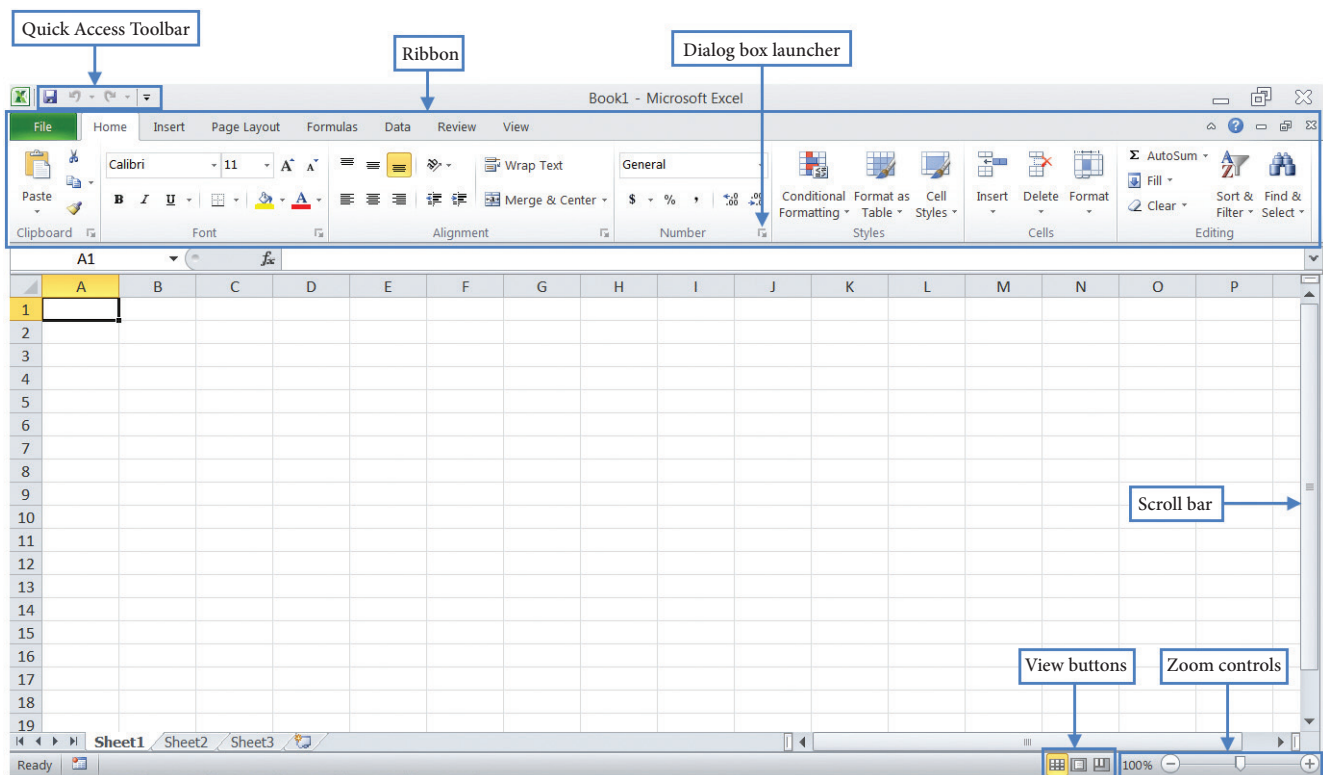 Quick Access Toolbar
Ribbon
Dialog box launcher
Book1 - Microsoft Excel
File Home Insert Page Layout Formulas Data Review View
Calibri 11 A A Wrap Text General Σ AutoSum
Fill
Paste B I U A Merge & Center $ % , .0 .00 .00 .0 Conditional Format as Cell Insert Delete Format Clear Sort & Find &
Formatting Table Styles Filter Select
Clipboard Font Alignment Number Styles Cells Editing
A1 fx
A B C D E F G H I J K L M N O P
1
2
3
4
5
6
7
8
9
Scroll bar
10
11
12
13
14
15
16
View buttons Zoom controls
17
18
19
Sheet1 Sheet2 Sheet3
Ready 100%